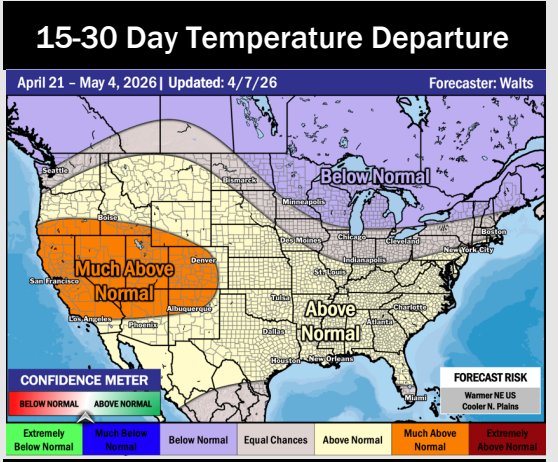 15-30 Day Temperature Departure
April 21 – May 4, 2026| Updated: 4/7/26
Forecaster: Walts
Seattle
Bismarck
Below Normal
Minneapolis
Boise
Boston
Des Moines
Chicago
Cleveland
New York City
Denver
Indianapolis
Much Above
Normal
St. Louis
San Francisco
Albuquerque
Tulsa
Above
Normal
Charlotte
Los Angeles
Phoenix
Atlanta
Dallas
Houston
New Orleans
Miami
CONFIDENCE METER
BELOW NORMAL
ABOVE NORMAL
FORECAST RISK
Warmer NE US
Cooler N. Plains
Extremely
Below Normal
Much Below
Normal
Below Normal
Equal Chances
Above Normal
Much Above
Normal
Extremely
Above Normal